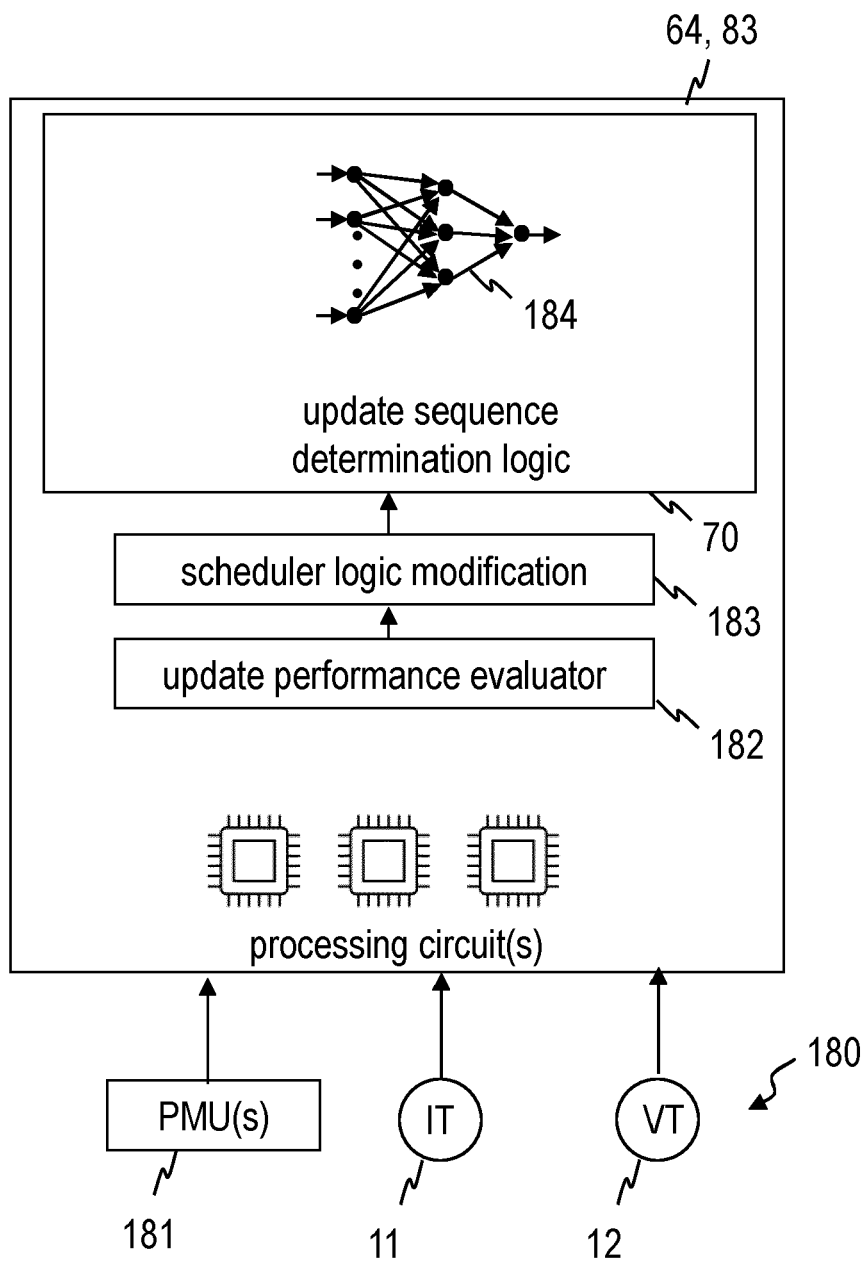 64, 83
184
update sequence
determination logic
70
scheduler logic modification
183
update performance evaluator
182
processing circuit(s)
180
PMU(s)
IT
VT
181
11
12